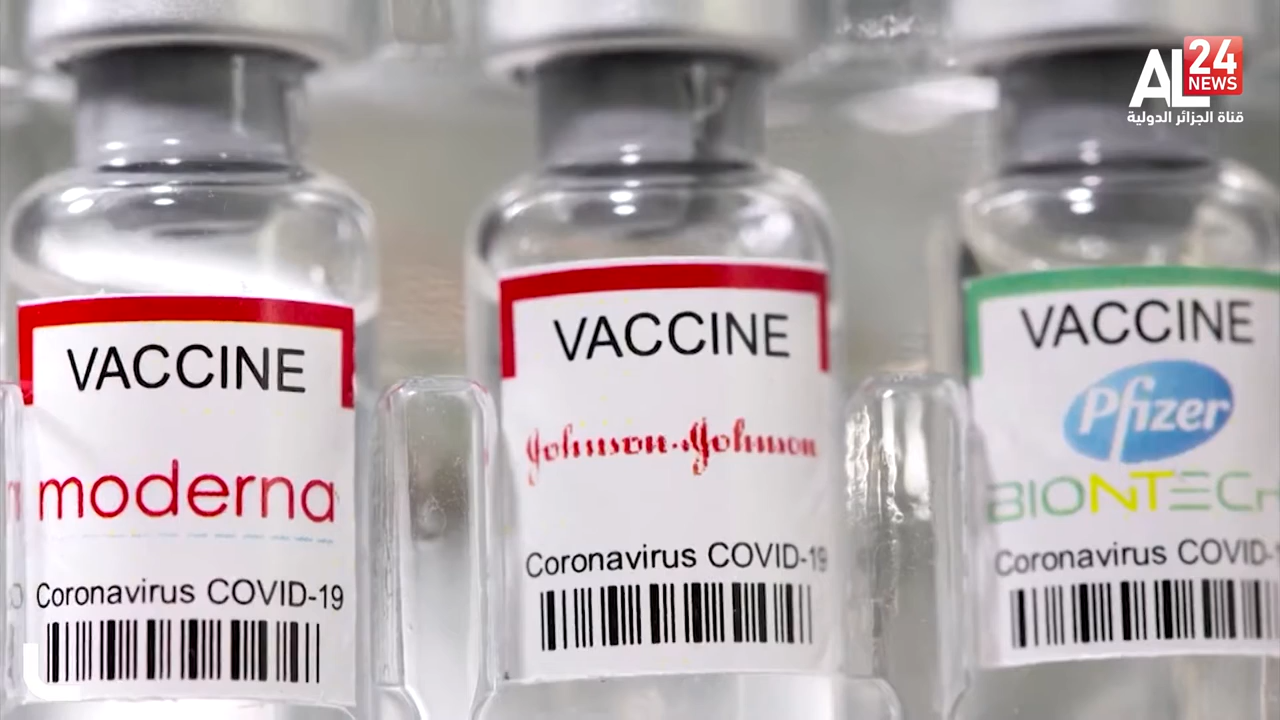 AL 24 NEWS
قناة الجزائر الدولية
VACCINE
moderna
Coronavirus COVID-19
VACCINE
Johnson & Johnson
Coronavirus COVID-19
VACCINE
Pfizer
BIONTECH
Coronavirus COVID-1